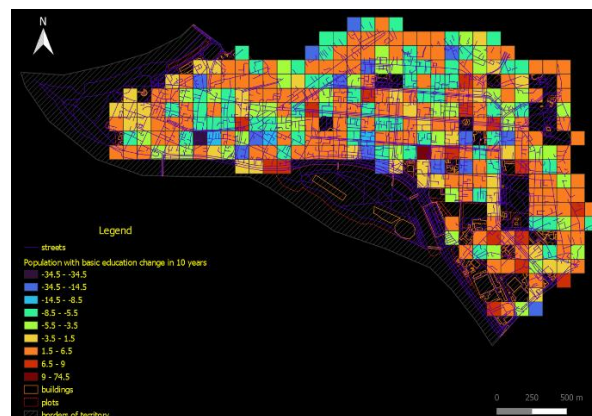 N
Legend
streets
Population with basic education change in 10 years
-34.5 - -34.5
-34.5 - -14.5
-14.5 - -8.5
-8.5 - -5.5
-5.5 - -3.5
-3.5 - 1.5
1.5 - 6.5
6.5 - 9
9 - 74.5
buildings
plots
borders of territory
0 250 500 m